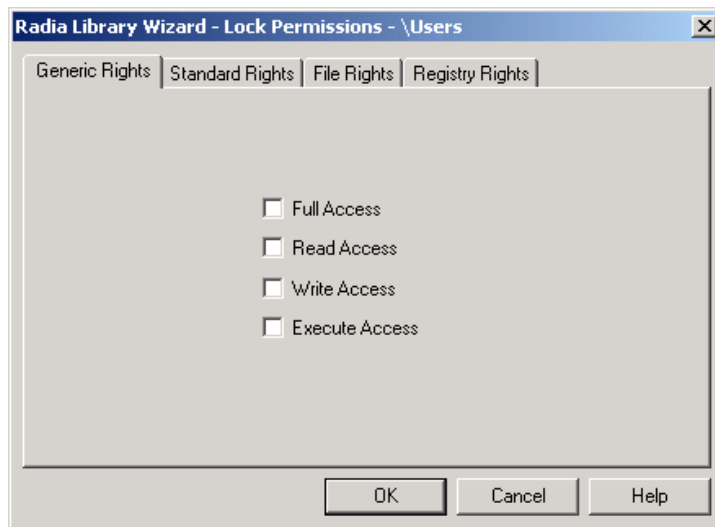 Radia Library Wizard - Lock Permissions - \Users
Generic Rights Standard Rights File Rights Registry Rights
Full Access
Read Access
Write Access
Execute Access
OK Cancel Help